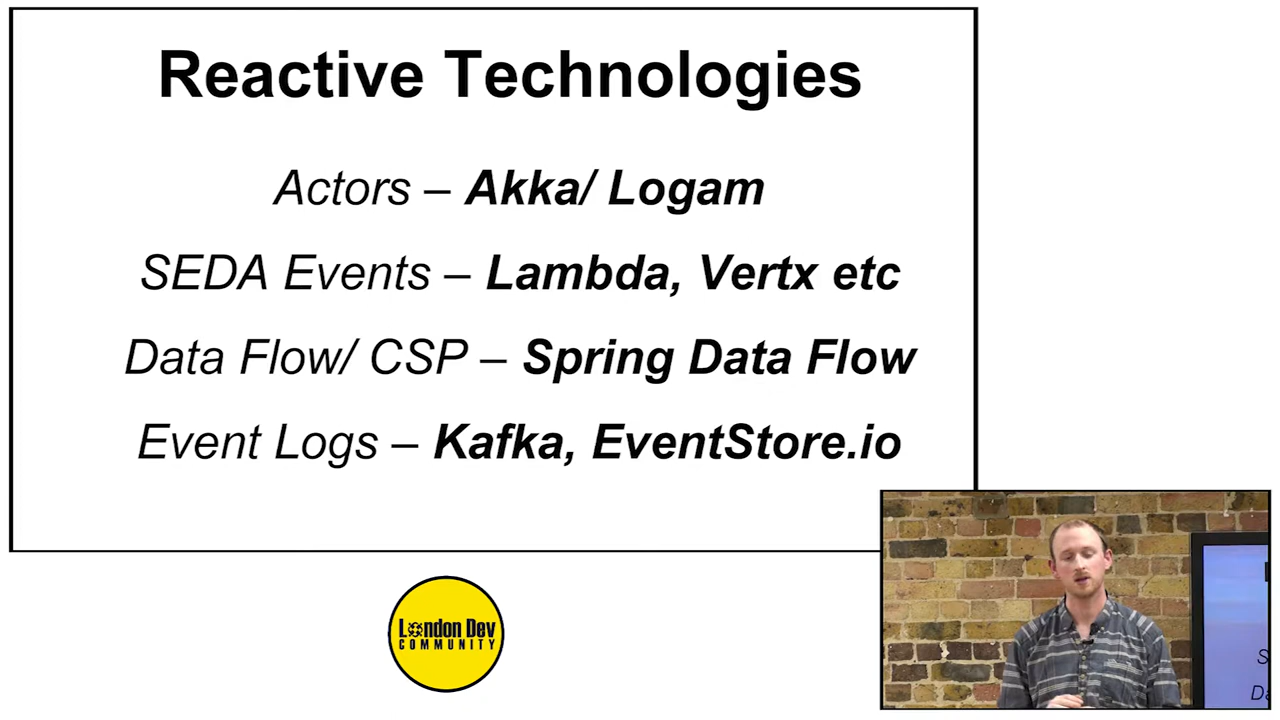 Reactive Technologies
Actors – Akka/ Logam
SEDA Events – Lambda, Vertx etc
Data Flow/ CSP – Spring Data Flow
Event Logs – Kafka, EventStore.io
London Dev
COMMUNITY
S
Da